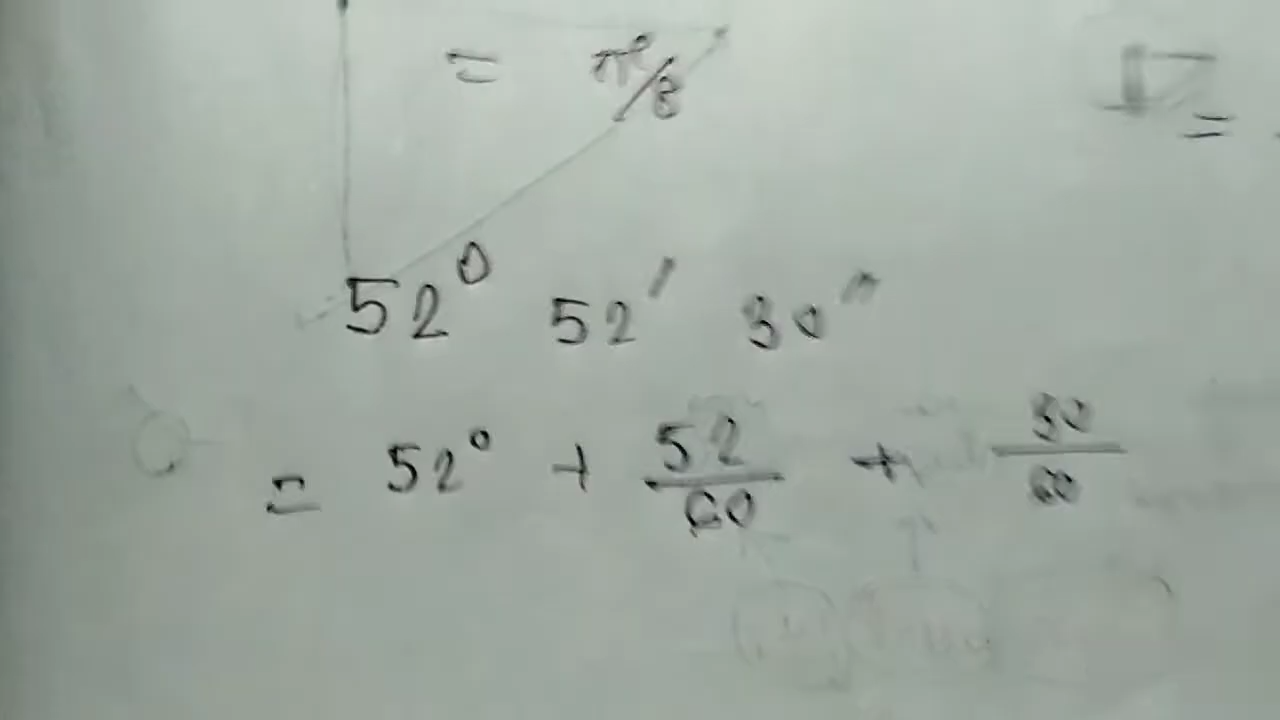 = π°/8
=
52° 52' 30"
= 52° + 52/60 + 30/60